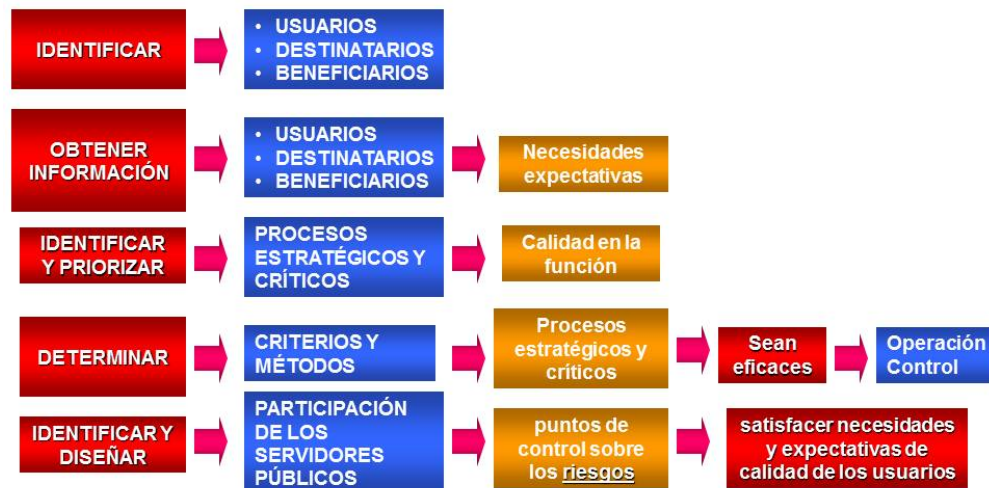 IDENTIFICAR
• USUARIOS
• DESTINATARIOS
• BENEFICIARIOS
OBTENER
INFORMACIÓN
• USUARIOS
• DESTINATARIOS
• BENEFICIARIOS
Necesidades
expectativas
IDENTIFICAR
Y PRIORIZAR
PROCESOS
ESTRATÉGICOS Y
CRÍTICOS
Calidad en la
función
DETERMINAR
CRITERIOS Y
MÉTODOS
Procesos
estratégicos y
críticos
Sean
eficaces
Operación
Control
IDENTIFICAR Y
DISEÑAR
PARTICIPACIÓN
DE LOS
SERVIDORES
PÚBLICOS
puntos de
control sobre
los riesgos
satisfacer necesidades
y expectativas de
calidad de los usuarios